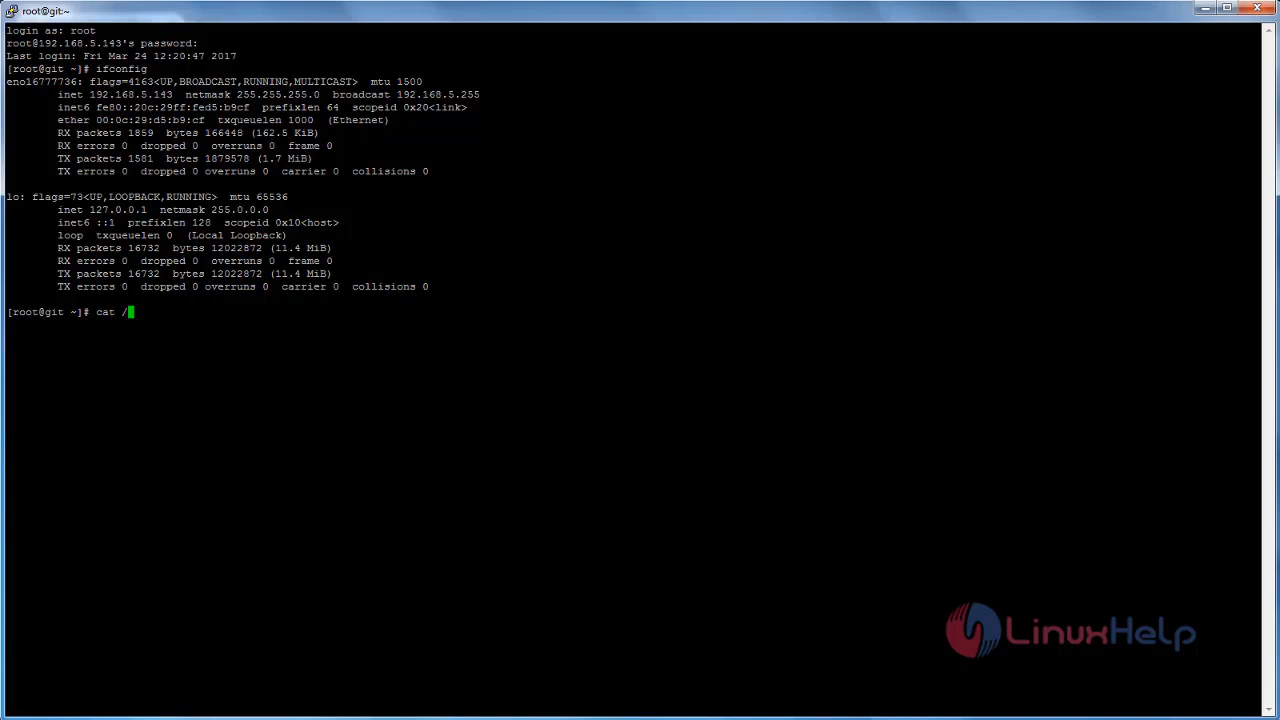 root@git:~
login as: root
root@192.168.5.143's password:
Last login: Fri Mar 24 12:20:47 2017
[root@git ~]# ifconfig
eno16777736: flags=4163<UP,BROADCAST,RUNNING,MULTICAST>  mtu 1500
        inet 192.168.5.143  netmask 255.255.255.0  broadcast 192.168.5.255
        inet6 fe80::20c:29ff:fed5:b9cf  prefixlen 64  scopeid 0x20<link>
        ether 00:0c:29:d5:b9:cf  txqueuelen 1000  (Ethernet)
        RX packets 1859  bytes 166448 (162.5 KiB)
        RX errors 0  dropped 0  overruns 0  frame 0
        TX packets 1581  bytes 1879578 (1.7 MiB)
        TX errors 0  dropped 0 overruns 0  carrier 0  collisions 0
lo: flags=73<UP,LOOPBACK,RUNNING>  mtu 65536
        inet 127.0.0.1  netmask 255.0.0.0
        inet6 ::1  prefixlen 128  scopeid 0x10<host>
        loop  txqueuelen 0  (Local Loopback)
        RX packets 16732  bytes 12022872 (11.4 MiB)
        RX errors 0  dropped 0  overruns 0  frame 0
        TX packets 16732  bytes 12022872 (11.4 MiB)
        TX errors 0  dropped 0 overruns 0  carrier 0  collisions 0
[root@git ~]# cat /
LinuxHelp